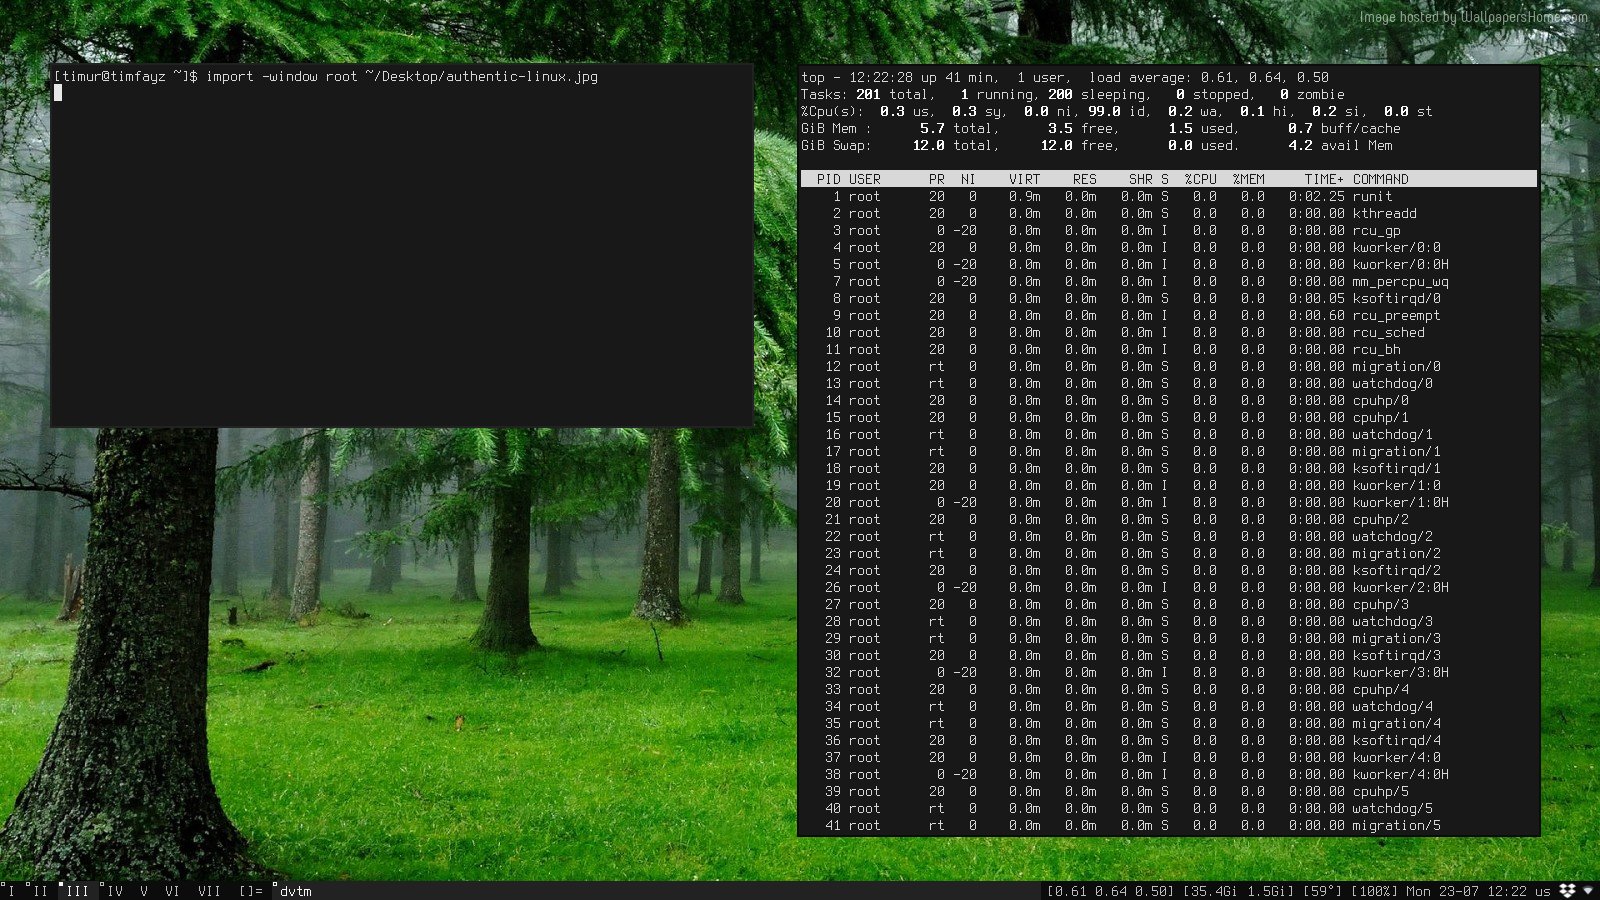 Image hosted by WallpapersHome.com
[timur@timfayz ~]$ import -window root ~/Desktop/authentic-linux.jpg
top - 12:22:28 up 41 min,  1 user,  load average: 0.61, 0.64, 0.50
Tasks: 201 total,   1 running, 200 sleeping,   0 stopped,   0 zombie
%Cpu(s):  0.3 us,  0.3 sy,  0.0 ni, 99.0 id,  0.2 wa,  0.1 hi,  0.2 si,  0.0 st
GiB Mem :      5.7 total,      3.5 free,      1.5 used,      0.7 buff/cache
GiB Swap:     12.0 total,     12.0 free,      0.0 used.      4.2 avail Mem
PID USER      PR  NI    VIRT    RES    SHR S  %CPU  %MEM     TIME+ COMMAND
1 root      20   0    0.9m   0.0m   0.0m S   0.0   0.0   0:02.25 runit
2 root      20   0    0.0m   0.0m   0.0m S   0.0   0.0   0:00.00 kthreadd
3 root       0 -20    0.0m   0.0m   0.0m I   0.0   0.0   0:00.00 rcu_gp
4 root      20   0    0.0m   0.0m   0.0m I   0.0   0.0   0:00.00 kworker/0:0
5 root       0 -20    0.0m   0.0m   0.0m I   0.0   0.0   0:00.00 kworker/0:0H
7 root       0 -20    0.0m   0.0m   0.0m I   0.0   0.0   0:00.00 mm_percpu_wq
8 root      20   0    0.0m   0.0m   0.0m S   0.0   0.0   0:00.05 ksoftirqd/0
9 root      20   0    0.0m   0.0m   0.0m I   0.0   0.0   0:00.60 rcu_preempt
10 root      20   0    0.0m   0.0m   0.0m I   0.0   0.0   0:00.00 rcu_sched
11 root      20   0    0.0m   0.0m   0.0m I   0.0   0.0   0:00.00 rcu_bh
12 root      rt   0    0.0m   0.0m   0.0m S   0.0   0.0   0:00.00 migration/0
13 root      rt   0    0.0m   0.0m   0.0m S   0.0   0.0   0:00.00 watchdog/0
14 root      20   0    0.0m   0.0m   0.0m S   0.0   0.0   0:00.00 cpuhp/0
15 root      20   0    0.0m   0.0m   0.0m S   0.0   0.0   0:00.00 cpuhp/1
16 root      rt   0    0.0m   0.0m   0.0m S   0.0   0.0   0:00.00 watchdog/1
17 root      rt   0    0.0m   0.0m   0.0m S   0.0   0.0   0:00.00 migration/1
18 root      20   0    0.0m   0.0m   0.0m S   0.0   0.0   0:00.00 ksoftirqd/1
19 root      20   0    0.0m   0.0m   0.0m I   0.0   0.0   0:00.00 kworker/1:0
20 root       0 -20    0.0m   0.0m   0.0m I   0.0   0.0   0:00.00 kworker/1:0H
21 root      20   0    0.0m   0.0m   0.0m S   0.0   0.0   0:00.00 cpuhp/2
22 root      rt   0    0.0m   0.0m   0.0m S   0.0   0.0   0:00.00 watchdog/2
23 root      rt   0    0.0m   0.0m   0.0m S   0.0   0.0   0:00.00 migration/2
24 root      20   0    0.0m   0.0m   0.0m S   0.0   0.0   0:00.00 ksoftirqd/2
26 root       0 -20    0.0m   0.0m   0.0m I   0.0   0.0   0:00.00 kworker/2:0H
27 root      20   0    0.0m   0.0m   0.0m S   0.0   0.0   0:00.00 cpuhp/3
28 root      rt   0    0.0m   0.0m   0.0m S   0.0   0.0   0:00.00 watchdog/3
29 root      rt   0    0.0m   0.0m   0.0m S   0.0   0.0   0:00.00 migration/3
30 root      20   0    0.0m   0.0m   0.0m S   0.0   0.0   0:00.00 ksoftirqd/3
32 root       0 -20    0.0m   0.0m   0.0m I   0.0   0.0   0:00.00 kworker/3:0H
33 root      20   0    0.0m   0.0m   0.0m S   0.0   0.0   0:00.00 cpuhp/4
34 root      rt   0    0.0m   0.0m   0.0m S   0.0   0.0   0:00.00 watchdog/4
35 root      rt   0    0.0m   0.0m   0.0m S   0.0   0.0   0:00.00 migration/4
36 root      20   0    0.0m   0.0m   0.0m S   0.0   0.0   0:00.00 ksoftirqd/4
37 root      20   0    0.0m   0.0m   0.0m I   0.0   0.0   0:00.00 kworker/4:0
38 root       0 -20    0.0m   0.0m   0.0m I   0.0   0.0   0:00.00 kworker/4:0H
39 root      20   0    0.0m   0.0m   0.0m S   0.0   0.0   0:00.00 cpuhp/5
40 root      rt   0    0.0m   0.0m   0.0m S   0.0   0.0   0:00.00 watchdog/5
41 root      rt   0    0.0m   0.0m   0.0m S   0.0   0.0   0:00.00 migration/5
I II III IV V VI VII []= dvtm [0.61 0.64 0.50] [35.4Gi 1.5Gi] [59°] [100%] Mon 23-07 12:22 us